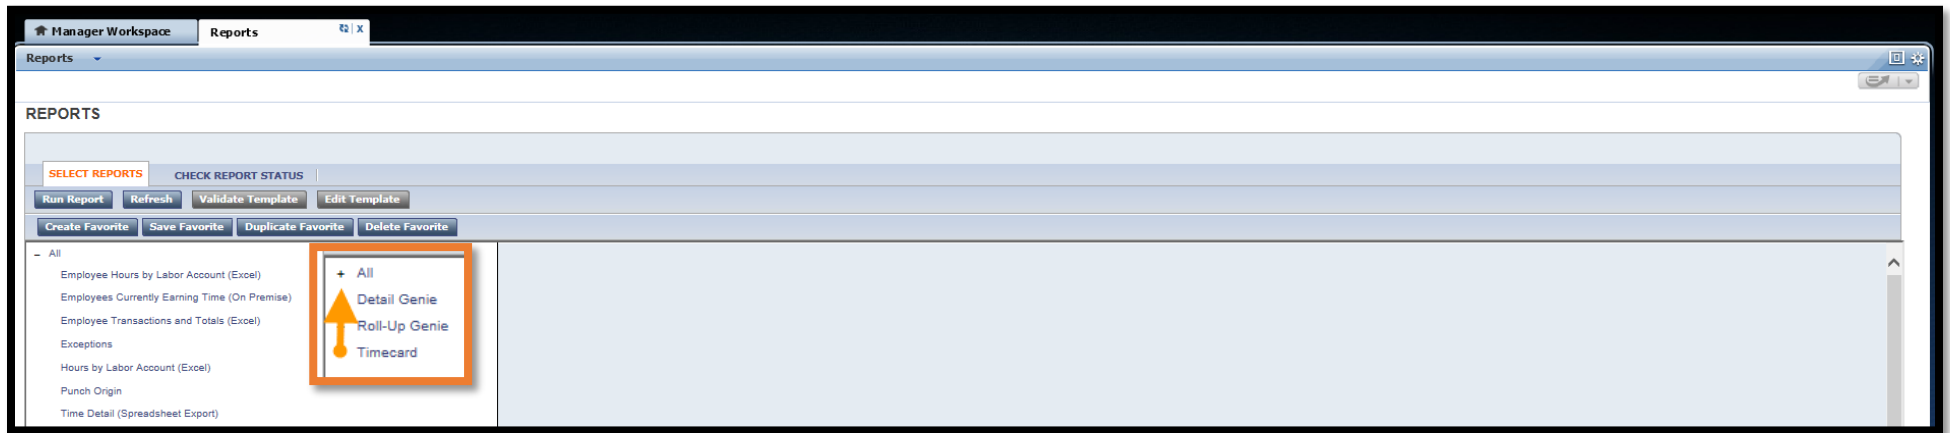 Manager Workspace Reports X
Reports
REPORTS
SELECT REPORTS CHECK REPORT STATUS
Run Report Refresh Validate Template Edit Template
Create Favorite Save Favorite Duplicate Favorite Delete Favorite
− All
Employee Hours by Labor Account (Excel)
Employees Currently Earning Time (On Premise)
Employee Transactions and Totals (Excel)
Exceptions
Hours by Labor Account (Excel)
Punch Origin
Time Detail (Spreadsheet Export)
+ All
Detail Genie
Roll-Up Genie
Timecard